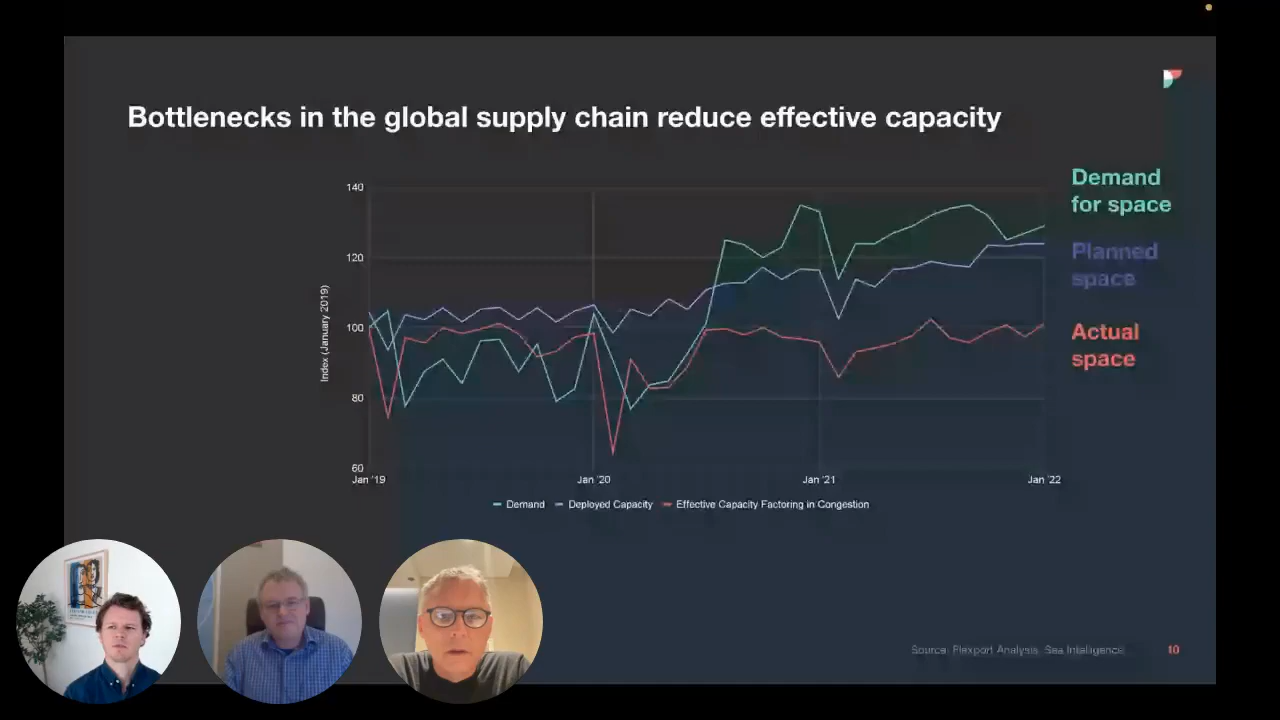 Bottlenecks in the global supply chain reduce effective capacity
Demand
for space
Planned
space
Actual
space
Index (January 2019)
140
120
100
80
60
Jan '19
Jan '20
Jan '21
Jan '22
Demand
Deployed Capacity
Effective Capacity Factoring in Congestion
Source: Flexport Analysis, Sea Intelligence
10